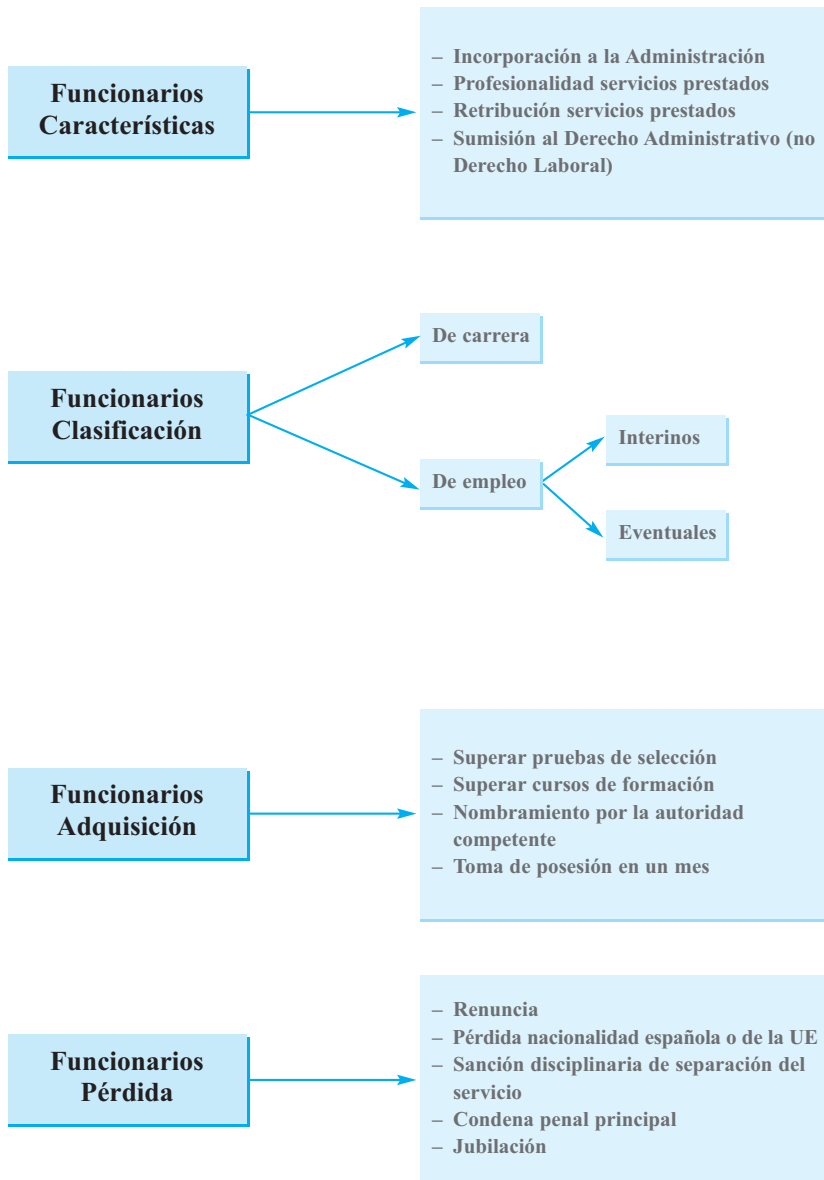 Funcionarios
Características
– Incorporación a la Administración
– Profesionalidad servicios prestados
– Retribución servicios prestados
– Sumisión al Derecho Administrativo (no
Derecho Laboral)
Funcionarios
Clasificación
De carrera
De empleo
Interinos
Eventuales
Funcionarios
Adquisición
– Superar pruebas de selección
– Superar cursos de formación
– Nombramiento por la autoridad
competente
– Toma de posesión en un mes
Funcionarios
Pérdida
– Renuncia
– Pérdida nacionalidad española o de la UE
– Sanción disciplinaria de separación del
servicio
– Condena penal principal
– Jubilación